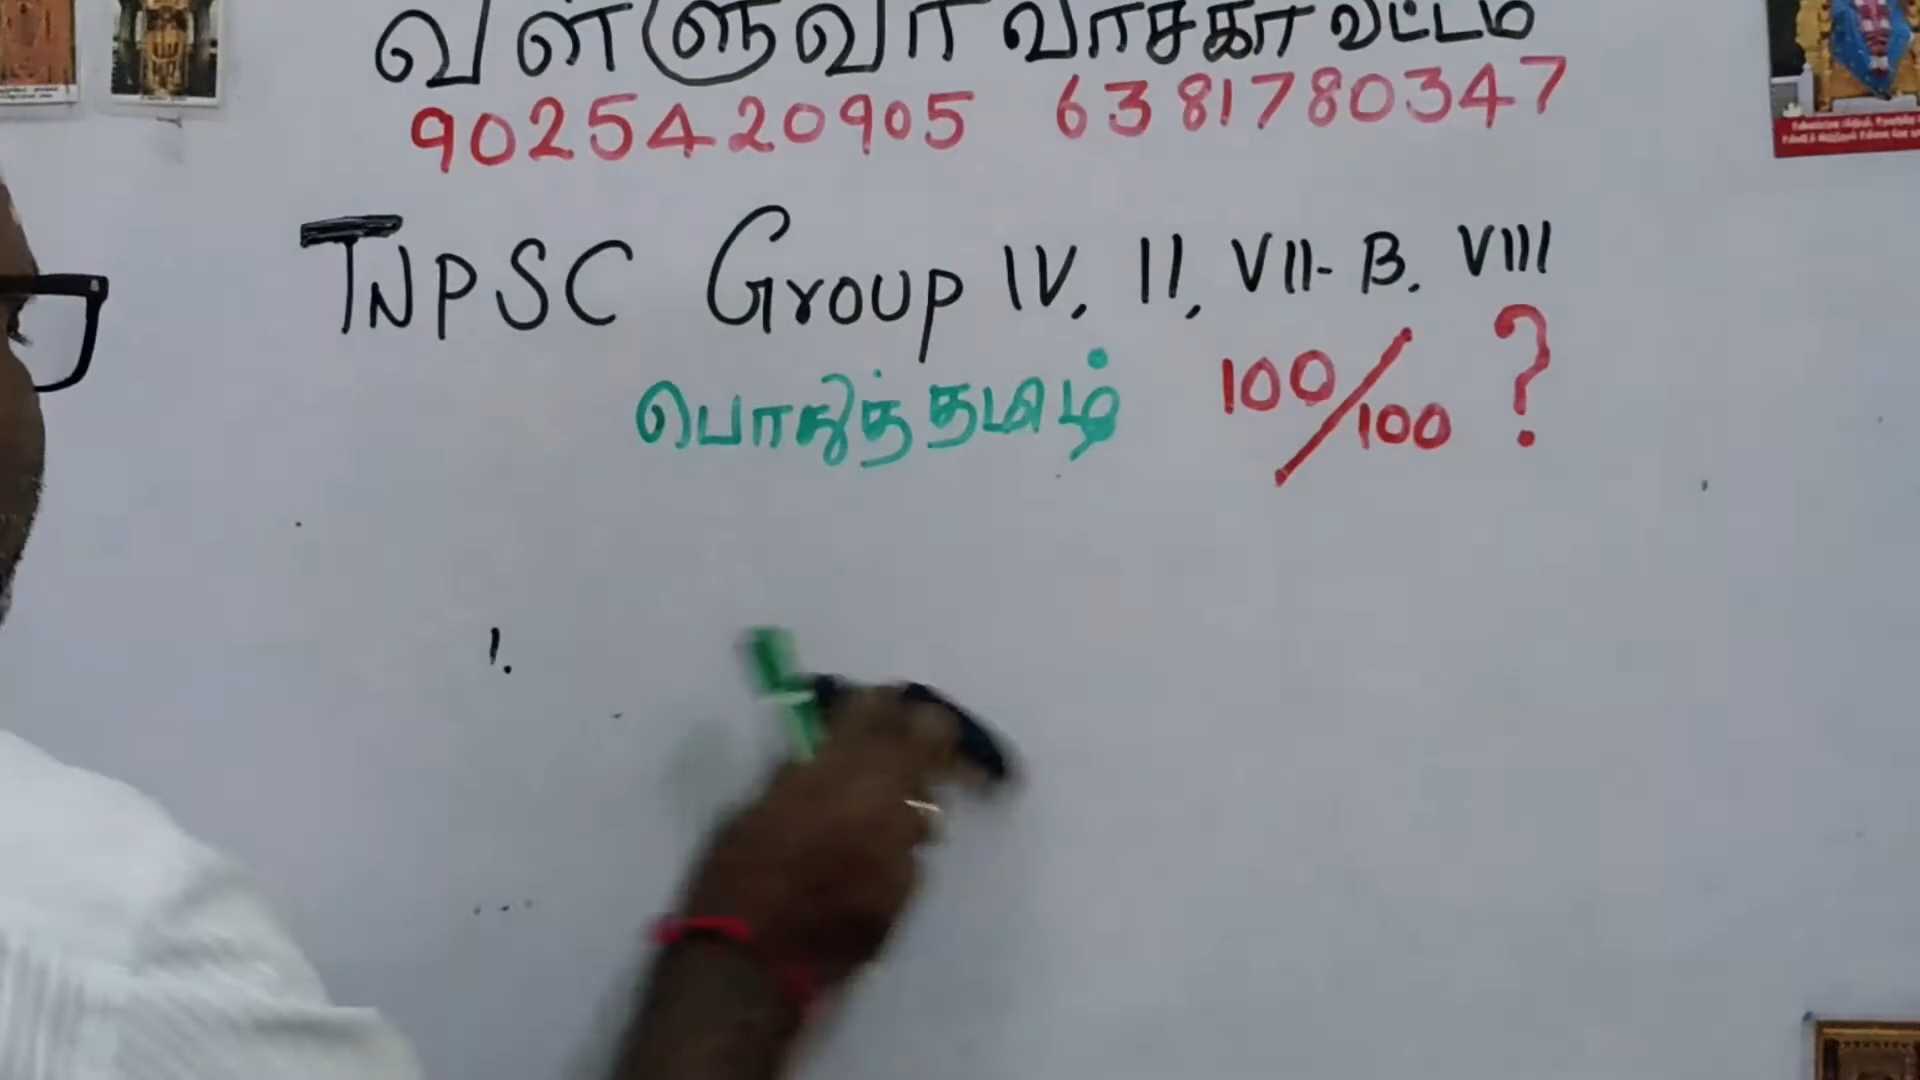 வள்ளுவர் வாசகர் வட்டம்
9025420905 6381780347
TNPSC Group IV, II, VII-B, VIII
பொதுத்தமிழ் 100/100 ?
1.